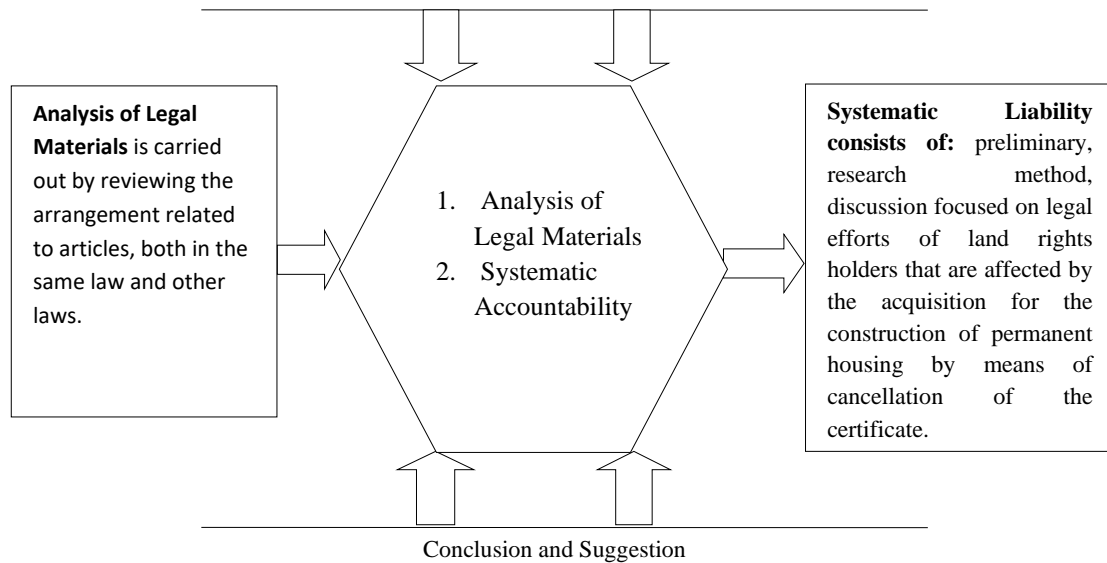 Analysis of Legal
Materials is carried
out by reviewing the
arrangement related
to articles, both in the
same law and other
laws.
1. Analysis of
Legal Materials
2. Systematic
Accountability
Systematic Liability
consists of: preliminary,
research method,
discussion focused on legal
efforts of land rights
holders that are affected by
the acquisition for the
construction of permanent
housing by means of
cancellation of the
certificate.
Conclusion and Suggestion